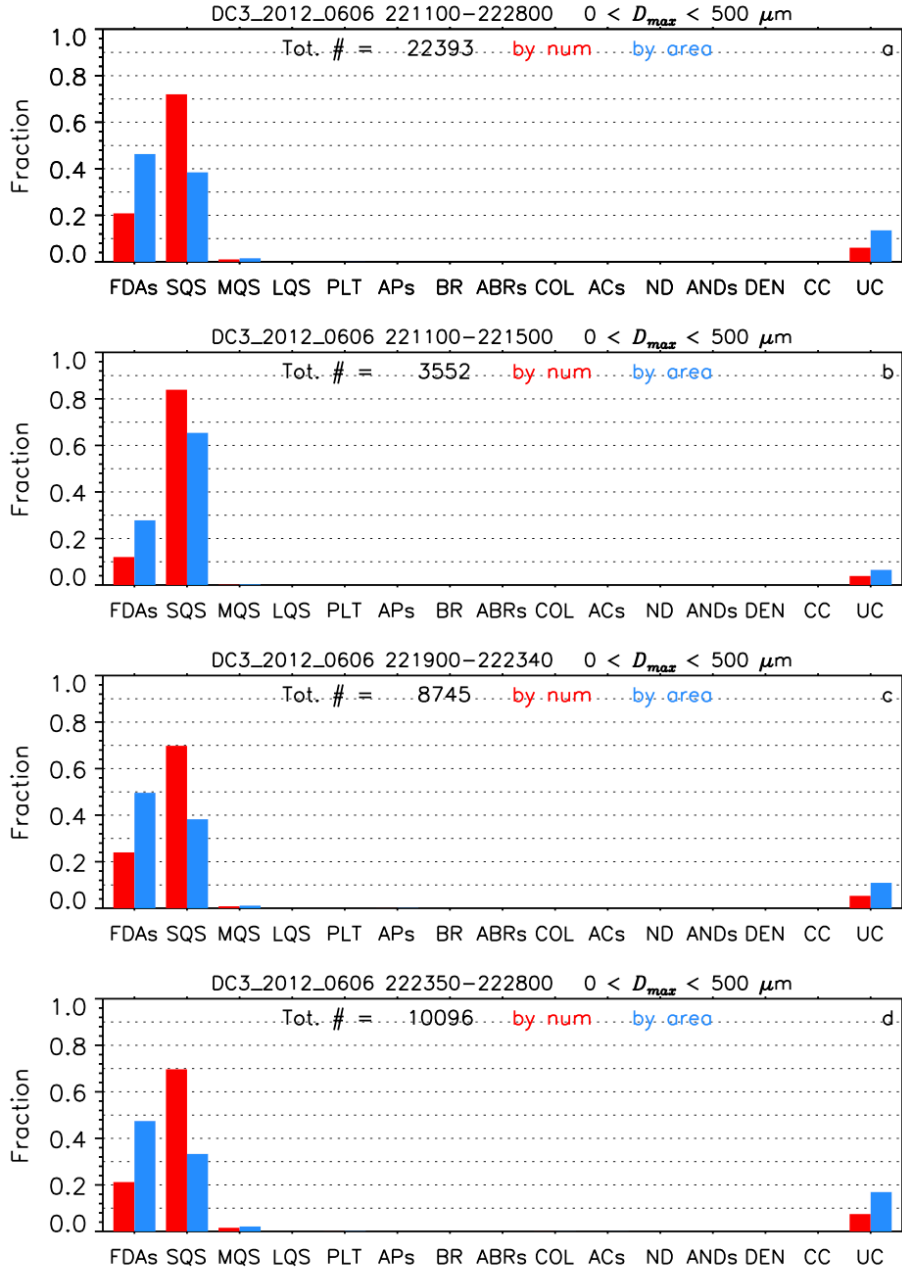 DC3_2012_0606 221100-222800 0 < Dmax < 500 μm
1.0
Tot. # = 22393 by num by area a
0.8
0.6
0.4
0.2
0.0
Fraction
FDAs SQS MQS LQS PLT APs BR ABRs COL ACs ND ANDs DEN CC UC
DC3_2012_0606 221100-221500 0 < Dmax < 500 μm
1.0
Tot. # = 3552 by num by area b
0.8
0.6
0.4
0.2
0.0
Fraction
FDAs SQS MQS LQS PLT APs BR ABRs COL ACs ND ANDs DEN CC UC
DC3_2012_0606 221900-222340 0 < Dmax < 500 μm
1.0
Tot. # = 8745 by num by area c
0.8
0.6
0.4
0.2
0.0
Fraction
FDAs SQS MQS LQS PLT APs BR ABRs COL ACs ND ANDs DEN CC UC
DC3_2012_0606 222350-222800 0 < Dmax < 500 μm
1.0
Tot. # = 10096 by num by area d
0.8
0.6
0.4
0.2
0.0
Fraction
FDAs SQS MQS LQS PLT APs BR ABRs COL ACs ND ANDs DEN CC UC